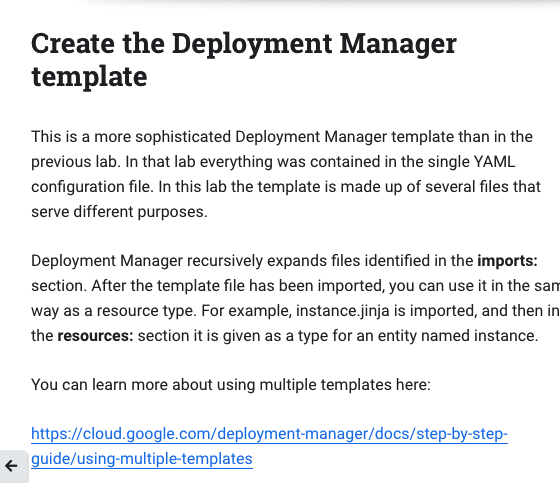 Create the Deployment Manager
template
This is a more sophisticated Deployment Manager template than in the
previous lab. In that lab everything was contained in the single YAML
configuration file. In this lab the template is made up of several files that
serve different purposes.
Deployment Manager recursively expands files identified in the imports:
section. After the template file has been imported, you can use it in the sam
way as a resource type. For example, instance.jinja is imported, and then in
the resources: section it is given as a type for an entity named instance.
You can learn more about using multiple templates here:
https://cloud.google.com/deployment-manager/docs/step-by-step-
guide/using-multiple-templates